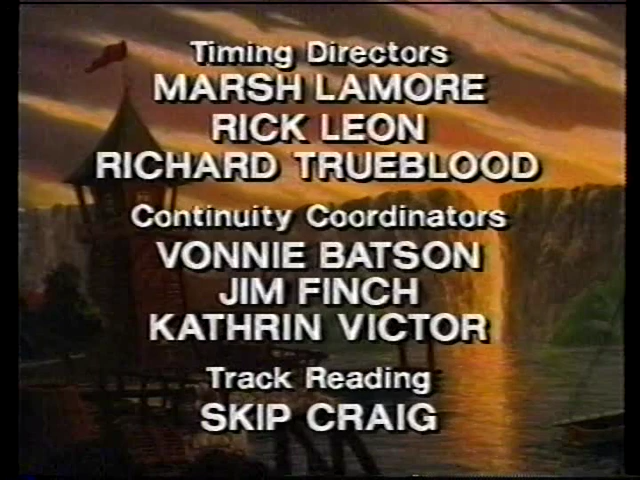 Timing Directors
MARSH LAMORE
RICK LEON
RICHARD TRUEBLOOD
Continuity Coordinators
VONNIE BATSON
JIM FINCH
KATHRIN VICTOR
Track Reading
SKIP CRAIG